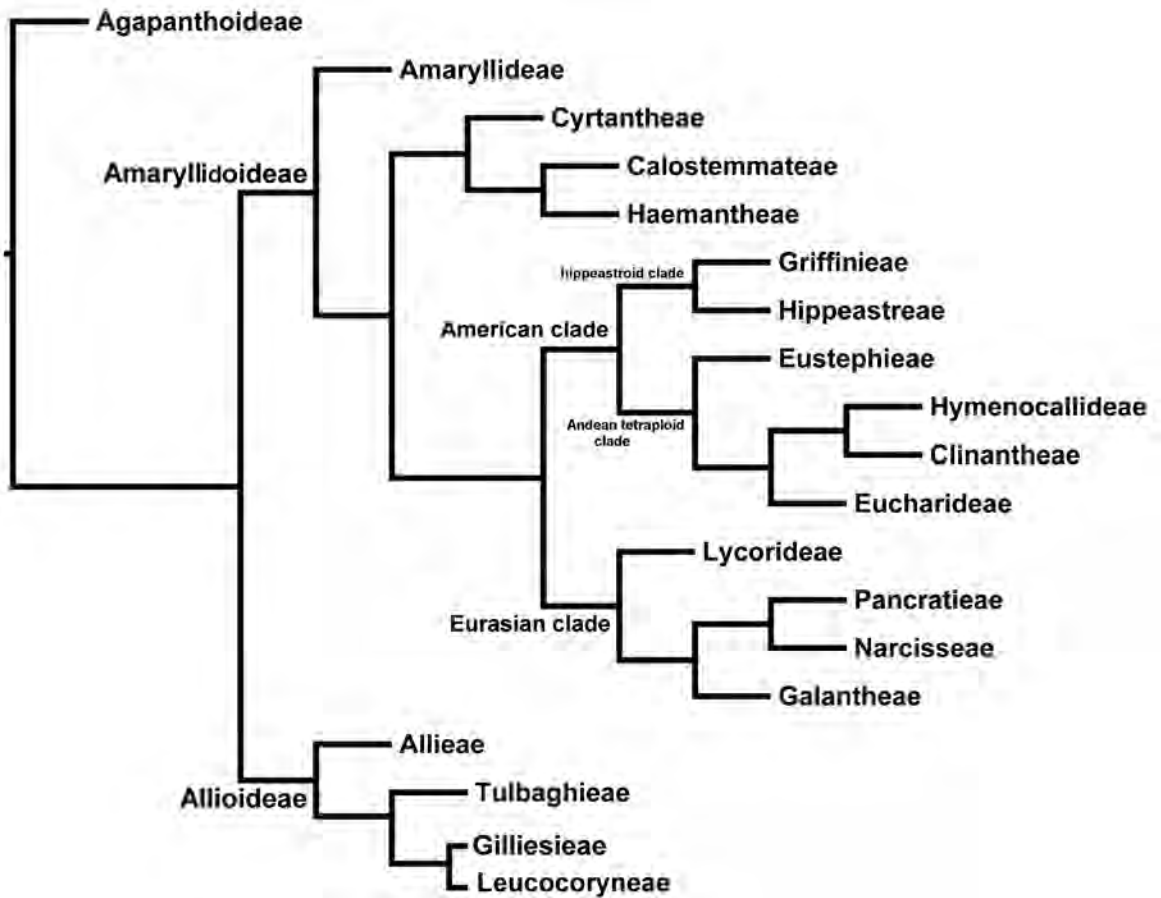 Agapanthoideae
Amaryllideae
Cyrtantheae
Amaryllidoideae
Calostemmateae
Haemantheae
Griffinieae
hippeastroid clade
Hippeastreae
American clade
Eustephieae
Hymenocallideae
Andean tetraploid
clade
Clinantheae
Eucharideae
Lycorideae
Pancratieae
Eurasian clade
Narcisseae
Galantheae
Allieae
Allioideae
Tulbaghieae
Gilliesieae
Leucocoryneae